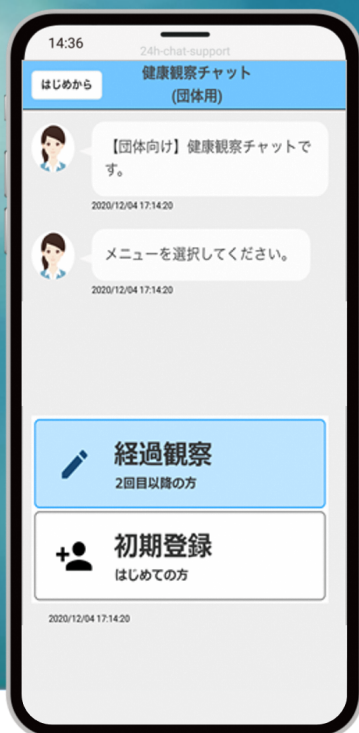 14:36
24h-chat-support
はじめから
健康観察チャット
(団体用)
【団体向け】健康観察チャットで
す。
2020/12/04 17:14:20
メニューを選択してください。
2020/12/04 17:14:20
経過観察
2回目以降の方
初期登録
はじめての方
2020/12/04 17:14:20